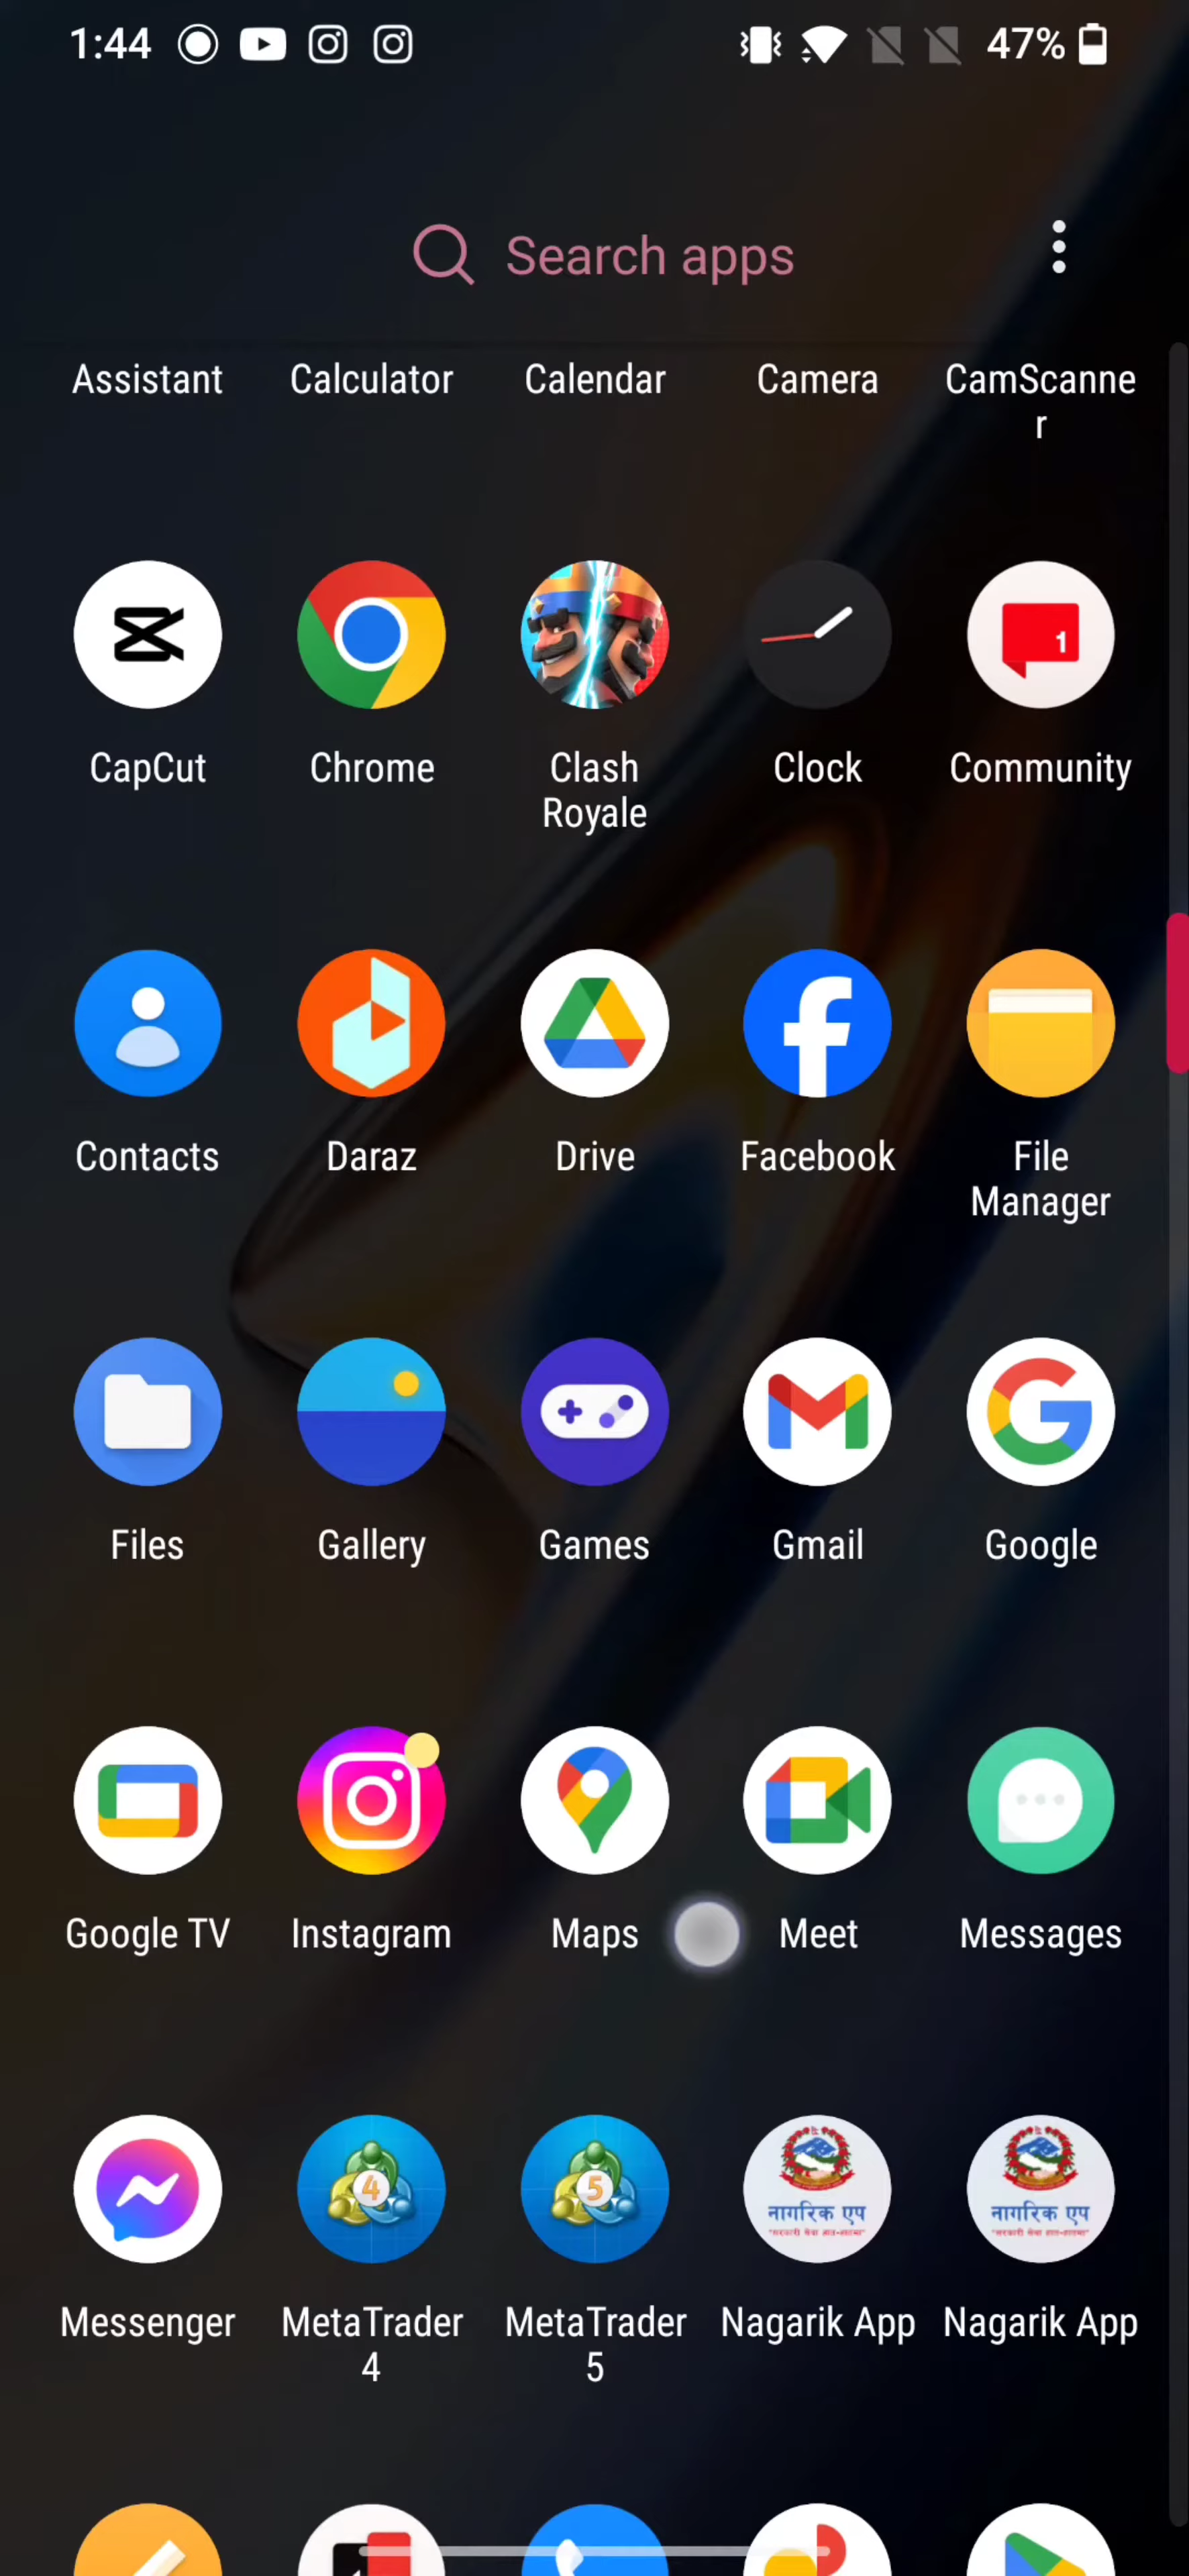 1:44
47%
Search apps
Assistant Calculator Calendar Camera CamScanne
r
1
CapCut Chrome Clash Clock Community
Royale
Contacts Daraz Drive Facebook File
Manager
Files Gallery Games Gmail Google
Google TV Instagram Maps Meet Messages
4 5 नागरिक एप नागरिक एप
Messenger MetaTrader MetaTrader Nagarik App Nagarik App
4 5